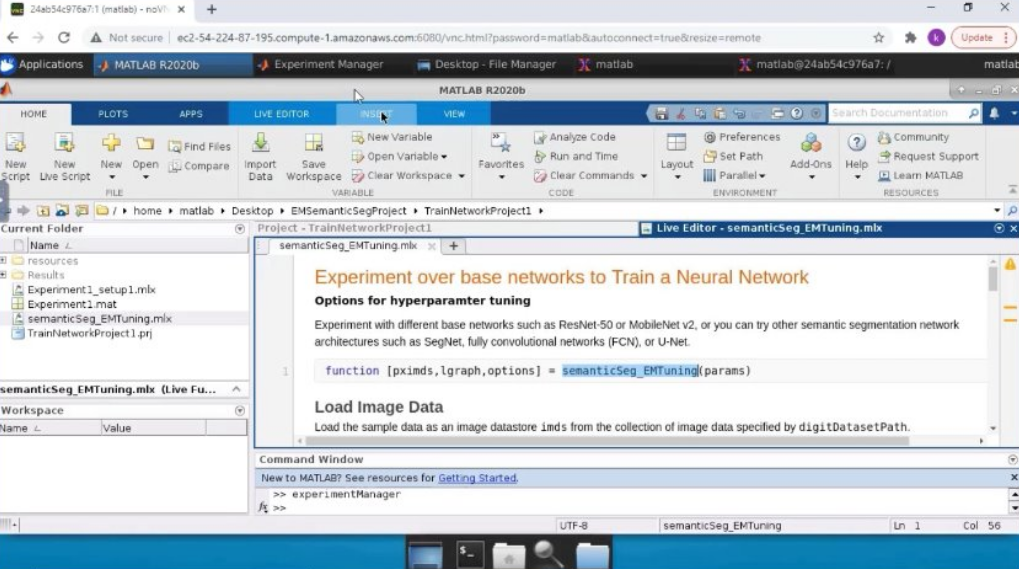 24ab54c976a7:1 (matlab) - noVN
Not secure | ec2-54-224-87-195.compute-1.amazonaws.com:6080/vnc.html?password=matlab&autoconnect=true&resize=remote
k
Update
Applications MATLAB R2020b Experiment Manager Desktop - File Manager matlab matlab@24ab54c976a7: / matlab
MATLAB R2020b
HOME PLOTS APPS LIVE EDITOR INSERT VIEW Search Documentation
New Script
New Live Script
New
Open
Find Files
Compare
FILE
Import Data
Save Workspace
New Variable
Open Variable
Clear Workspace
VARIABLE
Favorites
Analyze Code
Run and Time
Clear Commands
CODE
Layout
Preferences
Set Path
Parallel
Add-Ons
ENVIRONMENT
Help
Community
Request Support
Learn MATLAB
RESOURCES
/ home matlab Desktop EMSemanticSegProject TrainNetworkProject1
Current Folder
Name
resources
Results
Experiment1_setup1.mlx
Experiment1.mat
semanticSeg_EMTuning.mlx
TrainNetworkProject1.prj
semanticSeg_EMTuning.mlx (Live Fu...
Workspace
Name Value
Project - TrainNetworkProject1
Live Editor - semanticSeg_EMTuning.mlx
semanticSeg_EMTuning.mlx
Experiment over base networks to Train a Neural Network
Options for hyperparamter tuning
Experiment with different base networks such as ResNet-50 or MobileNet v2, or you can try other semantic segmentation network
architectures such as SegNet, fully convolutional networks (FCN), or U-Net.
1 function [pximds,lgraph,options] = semanticSeg_EMTuning(params)
Load Image Data
Load the sample data as an image datastore imds from the collection of image data specified by digitDatasetPath.
Command Window
New to MATLAB? See resources for Getting Started.
>> experimentManager
fx >>
UTF-8 semanticSeg_EMTuning Ln 1 Col 56